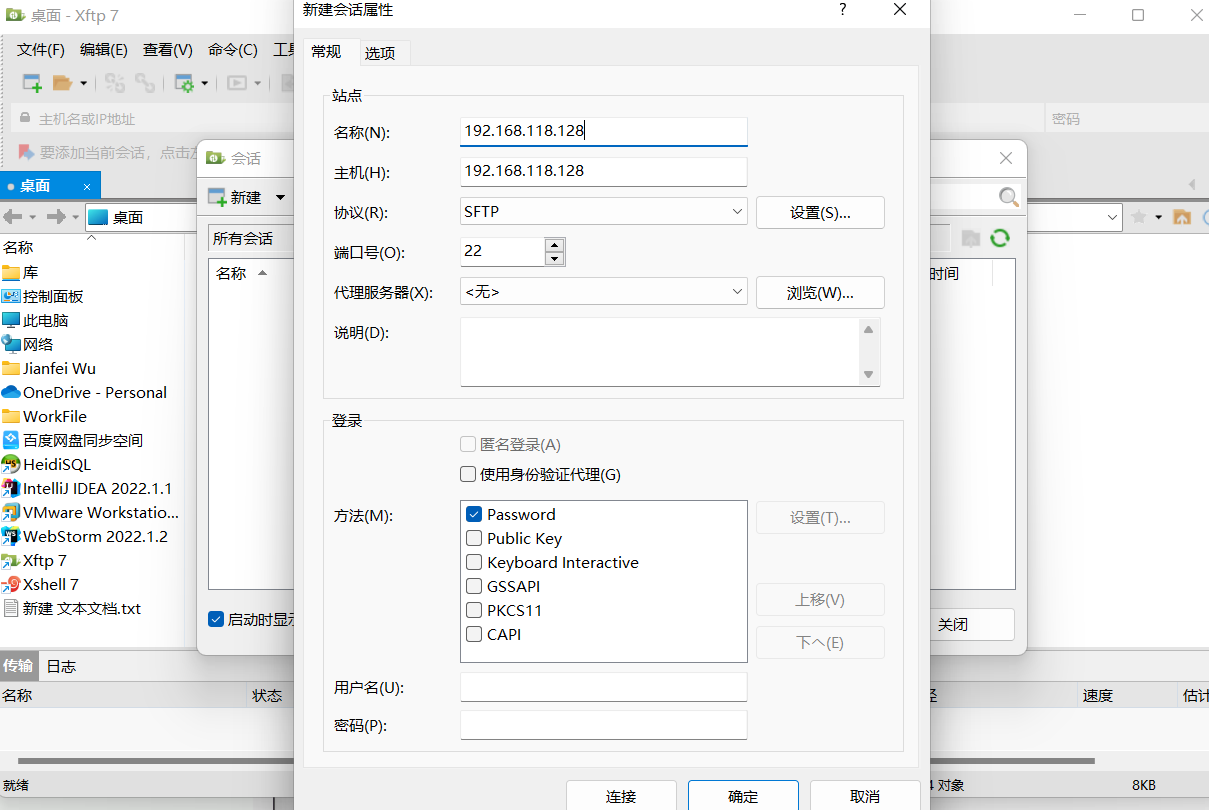 桌面 - Xftp 7
新建会话属性
文件(F) 编辑(E) 查看(V) 命令(C)
常规 选项
主机名或IP地址
密码
要添加当前会话，点击
会话
桌面
新建
桌面
所有会话
名称
时间
名称
库
控制面板
此电脑
网络
Jianfei Wu
OneDrive - Personal
WorkFile
百度网盘同步空间
HeidiSQL
IntelliJ IDEA 2022.1.1
VMware Workstatio...
WebStorm 2022.1.2
Xftp 7
Xshell 7
新建 文本文档.txt
启动时显示
关闭
站点
名称(N): 192.168.118.128
主机(H): 192.168.118.128
协议(R): SFTP 设置(S)...
端口号(O): 22
代理服务器(X): <无> 浏览(W)...
说明(D):
登录
匿名登录(A)
使用身份验证代理(G)
方法(M):
Password
设置(T)...
Public Key
Keyboard Interactive
GSSAPI
上移(V)
PKCS11
CAPI
下へ(E)
用户名(U):
密码(P):
连接 确定 取消
传输 日志
名称 状态 速度 估计
就绪
4 对象 8KB